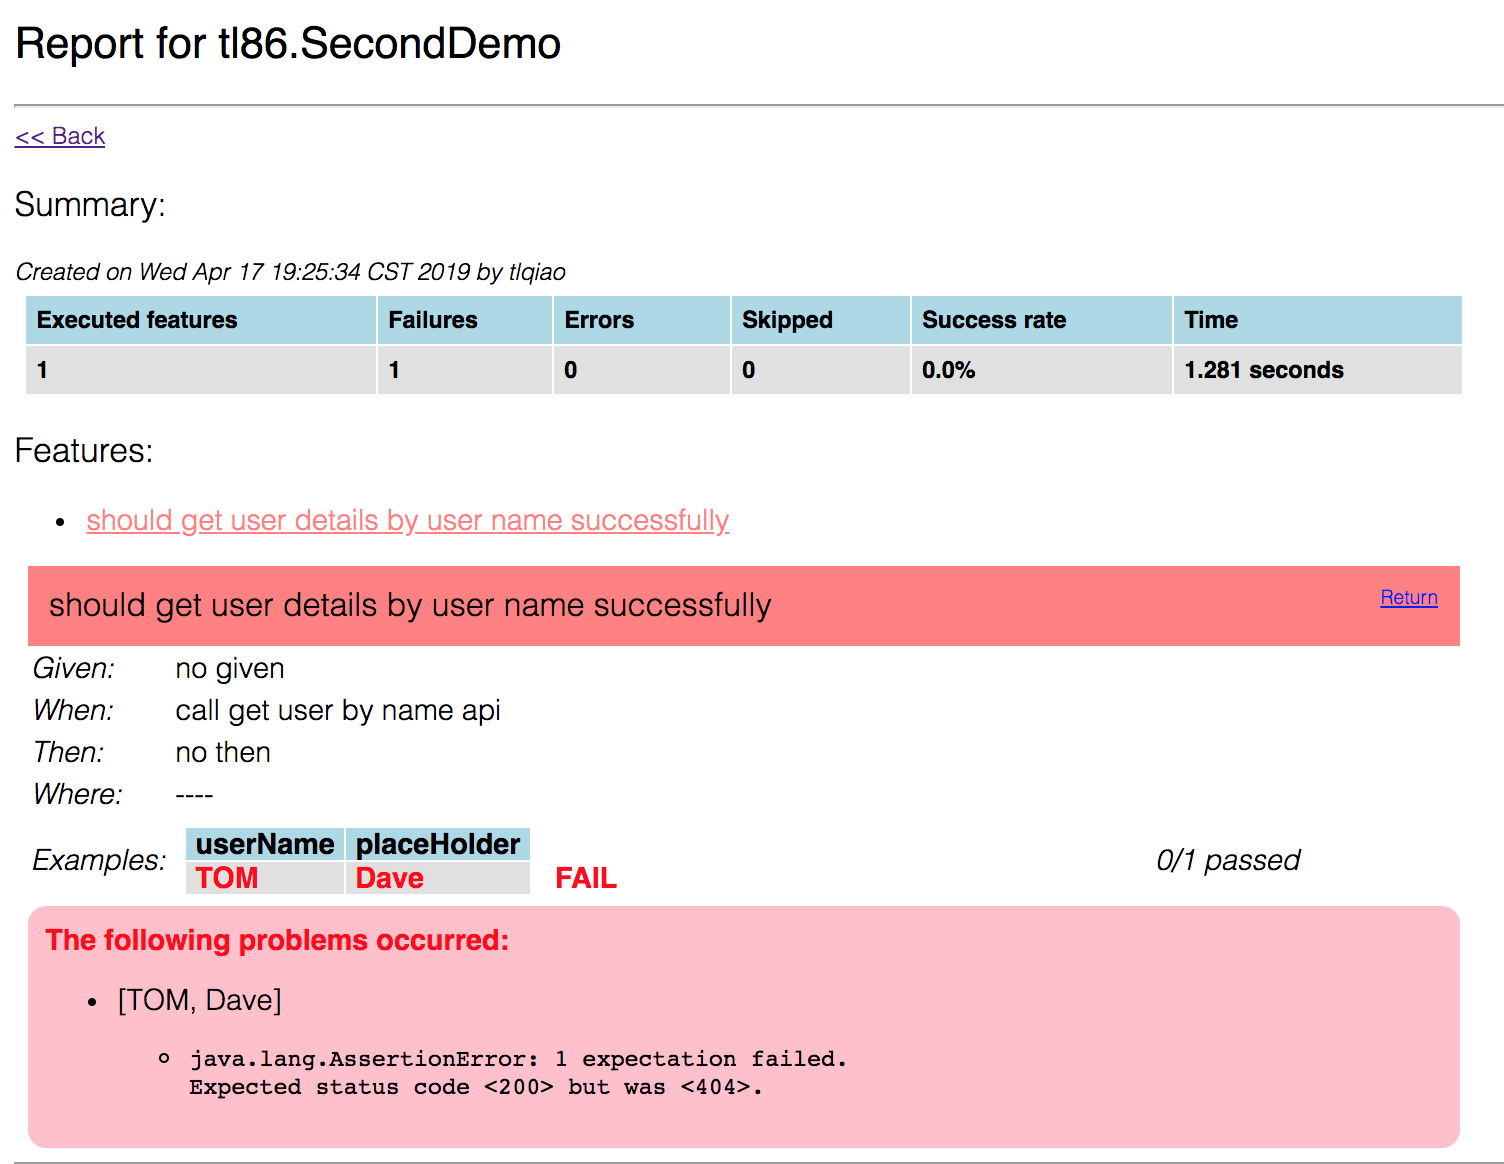 Report for tl86.SecondDemo
<< Back
Summary:
Created on Wed Apr 17 19:25:34 CST 2019 by tlqiao
Executed features Failures Errors Skipped Success rate Time
1 1 0 0 0.0% 1.281 seconds
Features:
• should get user details by user name successfully
should get user details by user name successfully Return
Given: no given
When: call get user by name api
Then: no then
Where: ----
userName placeHolder
Examples: 0/1 passed
TOM Dave FAIL
The following problems occurred:
• [TOM, Dave]
◦ java.lang.AssertionError: 1 expectation failed.
Expected status code <200> but was <404>.